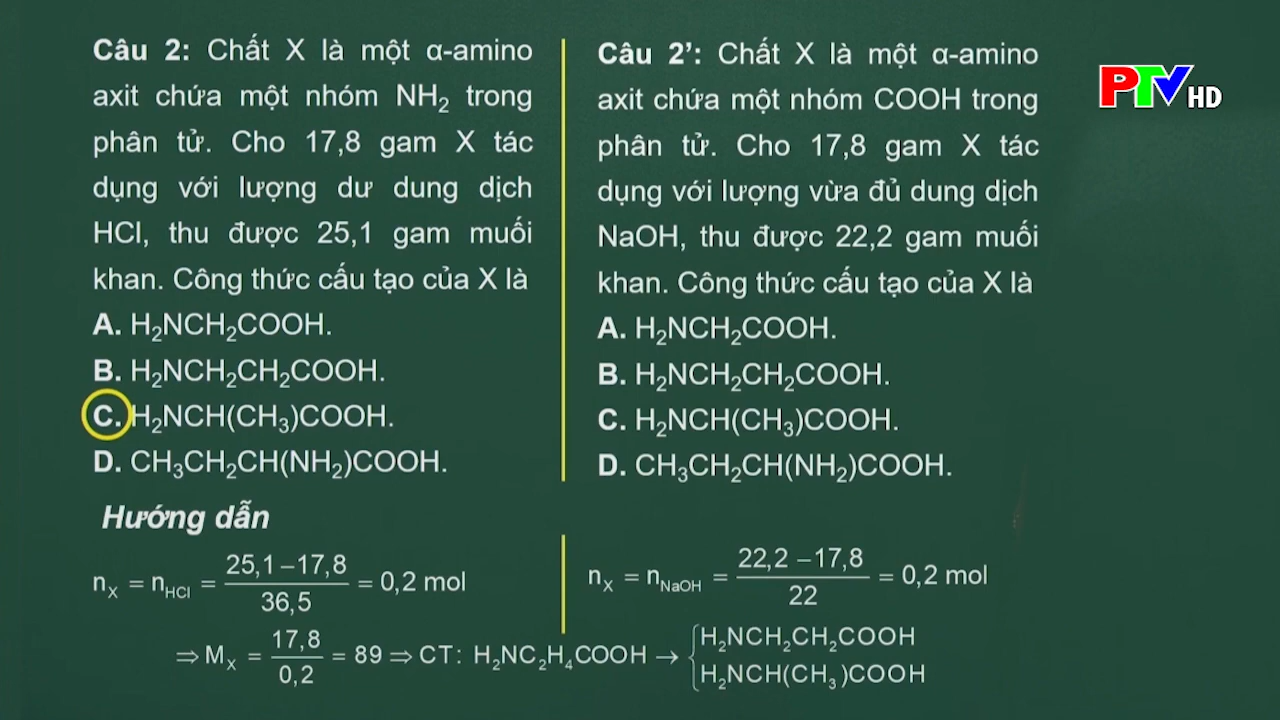 Câu 2: Chất X là một α-amino
axit chứa một nhóm NH₂ trong
phân tử. Cho 17,8 gam X tác
dụng với lượng dư dung dịch
HCl, thu được 25,1 gam muối
khan. Công thức cấu tạo của X là
A. H₂NCH₂COOH.
B. H₂NCH₂CH₂COOH.
C. H₂NCH(CH₃)COOH.
D. CH₃CH₂CH(NH₂)COOH.
Câu 2’: Chất X là một α-amino
axit chứa một nhóm COOH trong
phân tử. Cho 17,8 gam X tác
dụng với lượng vừa đủ dung dịch
NaOH, thu được 22,2 gam muối
khan. Công thức cấu tạo của X là
A. H₂NCH₂COOH.
B. H₂NCH₂CH₂COOH.
C. H₂NCH(CH₃)COOH.
D. CH₃CH₂CH(NH₂)COOH.
PTV HD
Hướng dẫn
n_X = n_HCl = (25,1 – 17,8)/36,5 = 0,2 mol
n_X = n_NaOH = (22,2 – 17,8)/22 = 0,2 mol
⇒ M_X = 17,8/0,2 = 89 ⇒ CT: H₂NC₂H₄COOH → { H₂NCH₂CH₂COOH
H₂NCH(CH₃)COOH